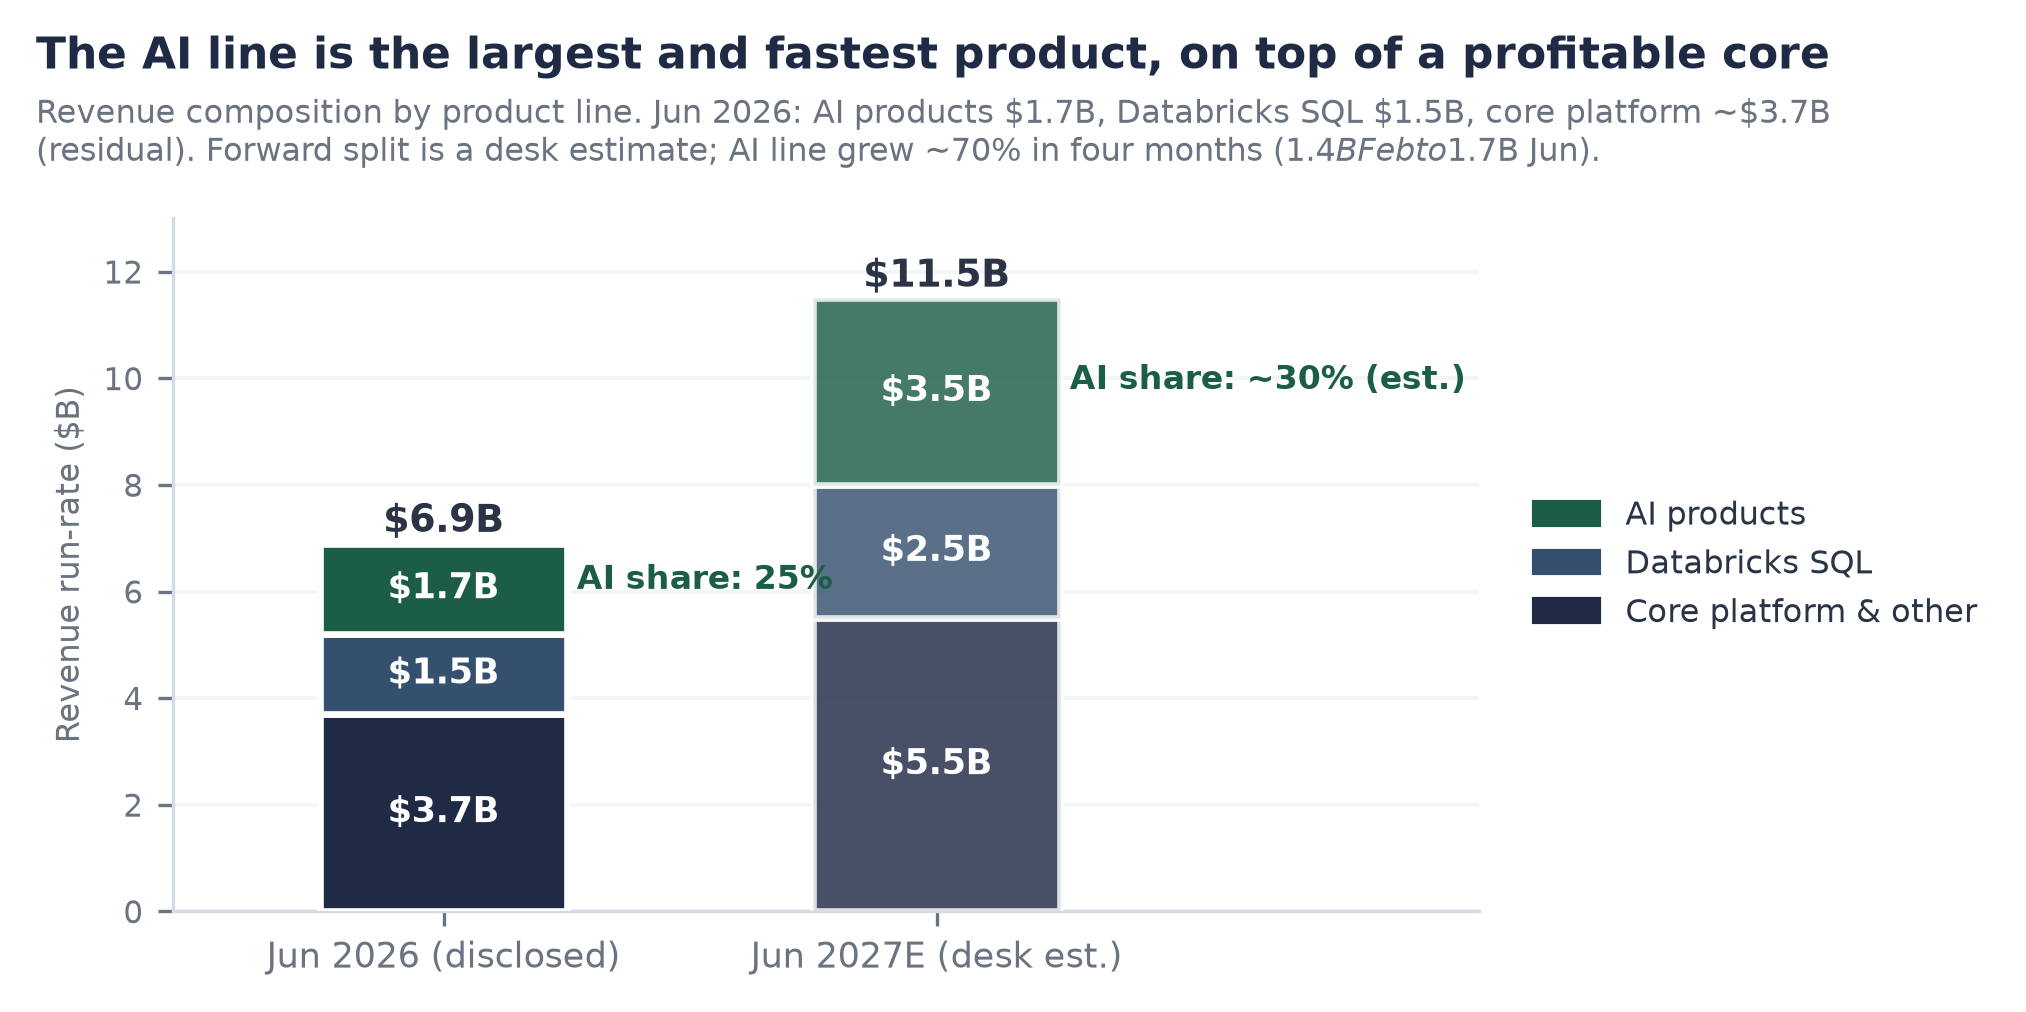 The AI line is the largest and fastest product, on top of a profitable core
Revenue composition by product line. Jun 2026: AI products $1.7B, Databricks SQL $1.5B, core platform ~$3.7B
(residual). Forward split is a desk estimate; AI line grew ~70% in four months (1.4BFebto1.7B Jun).
Revenue run-rate ($B)
12
10
8
6
4
2
0
$6.9B
$1.7B
$1.5B
$3.7B
AI share: 25%
$11.5B
$3.5B
$2.5B
$5.5B
AI share: ~30% (est.)
Jun 2026 (disclosed)
Jun 2027E (desk est.)
AI products
Databricks SQL
Core platform & other